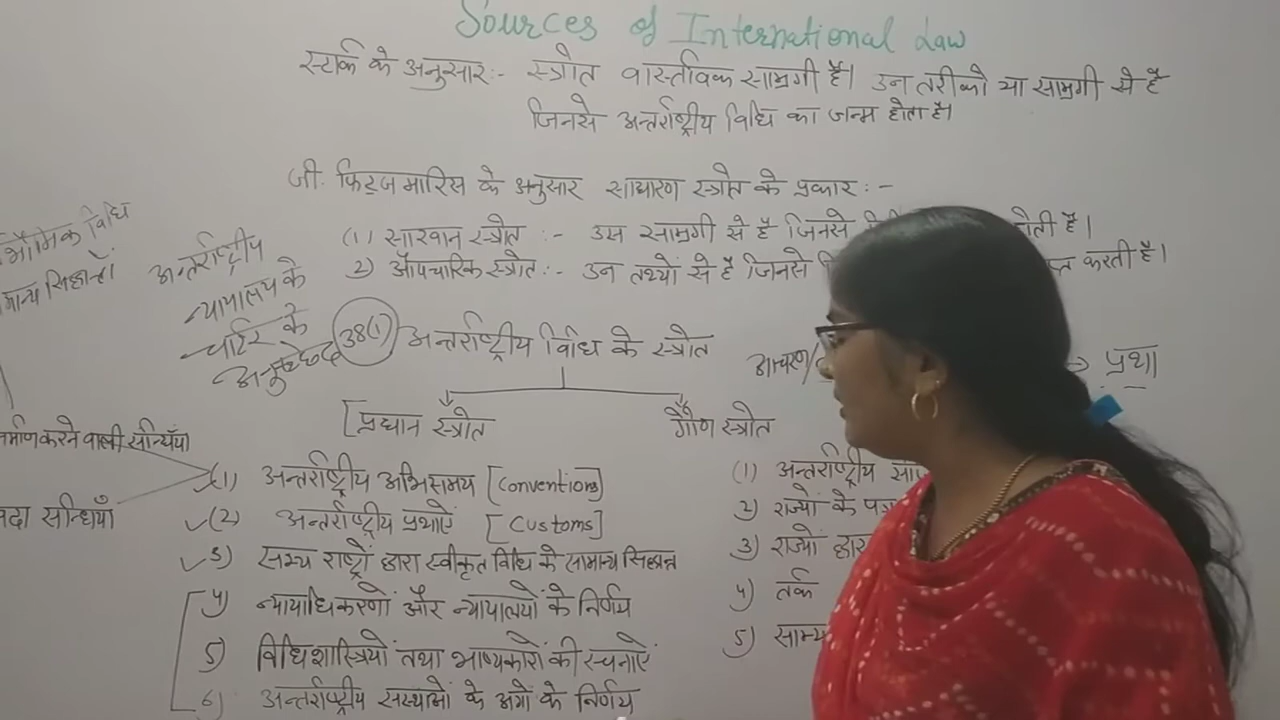 Sources of International Law
स्टार्क के अनुसार:- स्त्रोत वास्तविक सामग्री है। उन तरीको या सामग्री से है
जिनसे अन्तर्राष्ट्रीय विधि का जन्म होता है।
जी. फिट्ज मारिस के अनुसार साधारण स्त्रोत के प्रकार :-
(1) सारवान स्त्रोत :- उस सामग्री से है जिनसे होती है।
2) औपचारिक स्त्रोत :- उन तथ्यों से है जिनसे करती है।
विधि
अन्तर्राष्ट्रीय
न्यायालय के
चार्टर के
अनुच्छेद 38(1) अन्तर्राष्ट्रीय विधि के स्त्रोत
आचरण/ → प्रथा
[प्रधान स्त्रोत गौण स्त्रोत
करने वाली सन्धियाँ
सन्धियाँ
(1) अन्तर्राष्ट्रीय अभिसमय [Conventions]
(2) अन्तर्राष्ट्रीय प्रथाएं [Customs]
3) सभ्य राष्ट्रों द्वारा स्वीकृत विधि के सामान्य सिद्धान्त
4) न्यायाधिकरणों और न्यायालयों के निर्णय
5) विधिशास्त्रियों तथा भाष्यकारों की रचनाएं
6) अन्तर्राष्ट्रीय संस्थाओं के अंगों के निर्णय
(1) अन्तर्राष्ट्रीय
2) राज्यों के
3) राज्यों
4) तर्क
5)